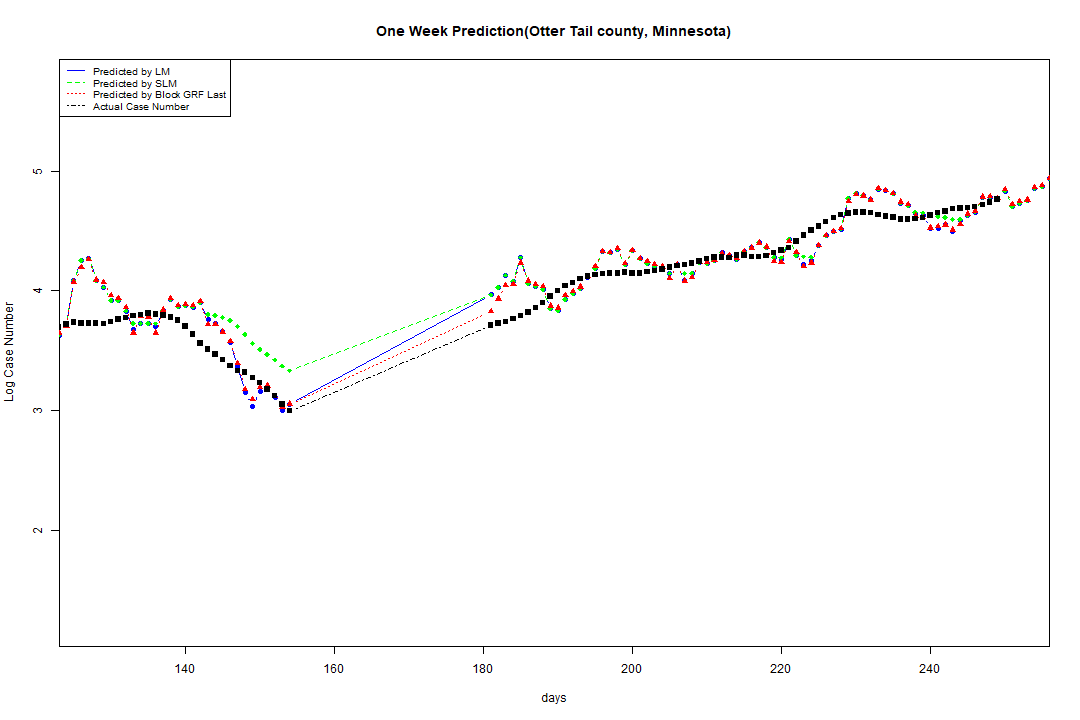 One Week Prediction(Otter Tail county, Minnesota)
Predicted by LM
Predicted by SLM
Predicted by Block GRF Last
Actual Case Number
5
4
3
2
Log Case Number
140 160 180 200 220 240
days